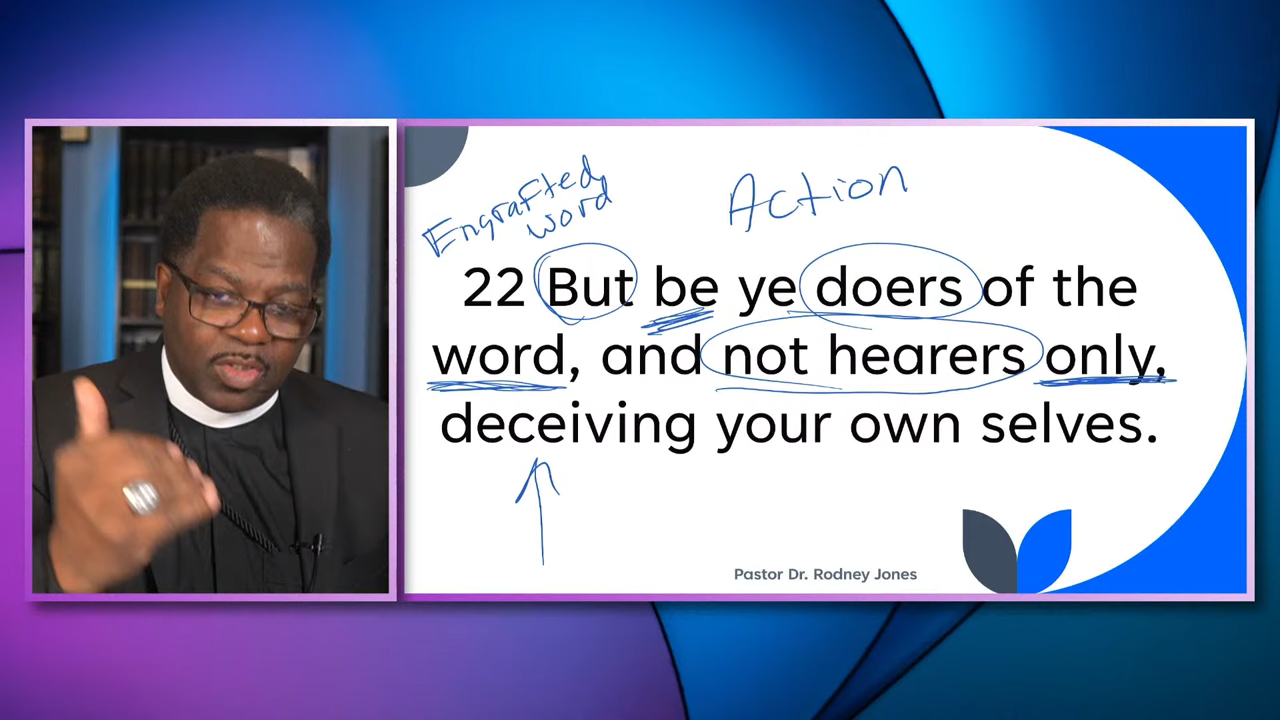 Engrafted
word
Action
22 But be ye doers of the
word, and not hearers only,
deceiving your own selves.
Pastor Dr. Rodney Jones